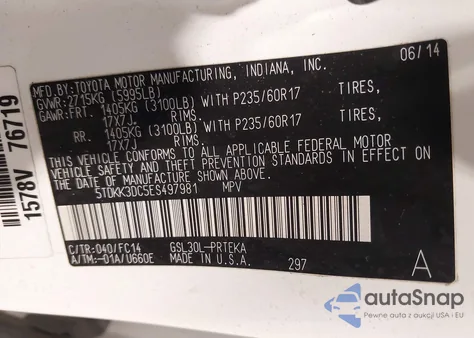 MFD. BY: TOYOTA MOTOR MANUFACTURING, INDIANA, INC. 06/14
GVWR: 2715KG (5995LB)
GAWR: FRT. 1405KG (3100LB) WITH P235/60R17 TIRES,
17X7J RIMS.
RR. 1405KG (3100LB) WITH P235/60R17 TIRES,
17X7J RIMS.
THIS VEHICLE CONFORMS TO ALL APPLICABLE FEDERAL MOTOR
VEHICLE SAFETY AND THEFT PREVENTION STANDARDS IN EFFECT ON
THE DATE OF MANUFACTURE SHOWN ABOVE.
5TDKK3DC5ES497981 MPV
C/TR: 040/FC14 GSL30L-PRTEKA
A/TM: -01A/U660E MADE IN U.S.A. 297 A
1578V 76719
autoSnap
Pewne auta z aukcji USA i EU